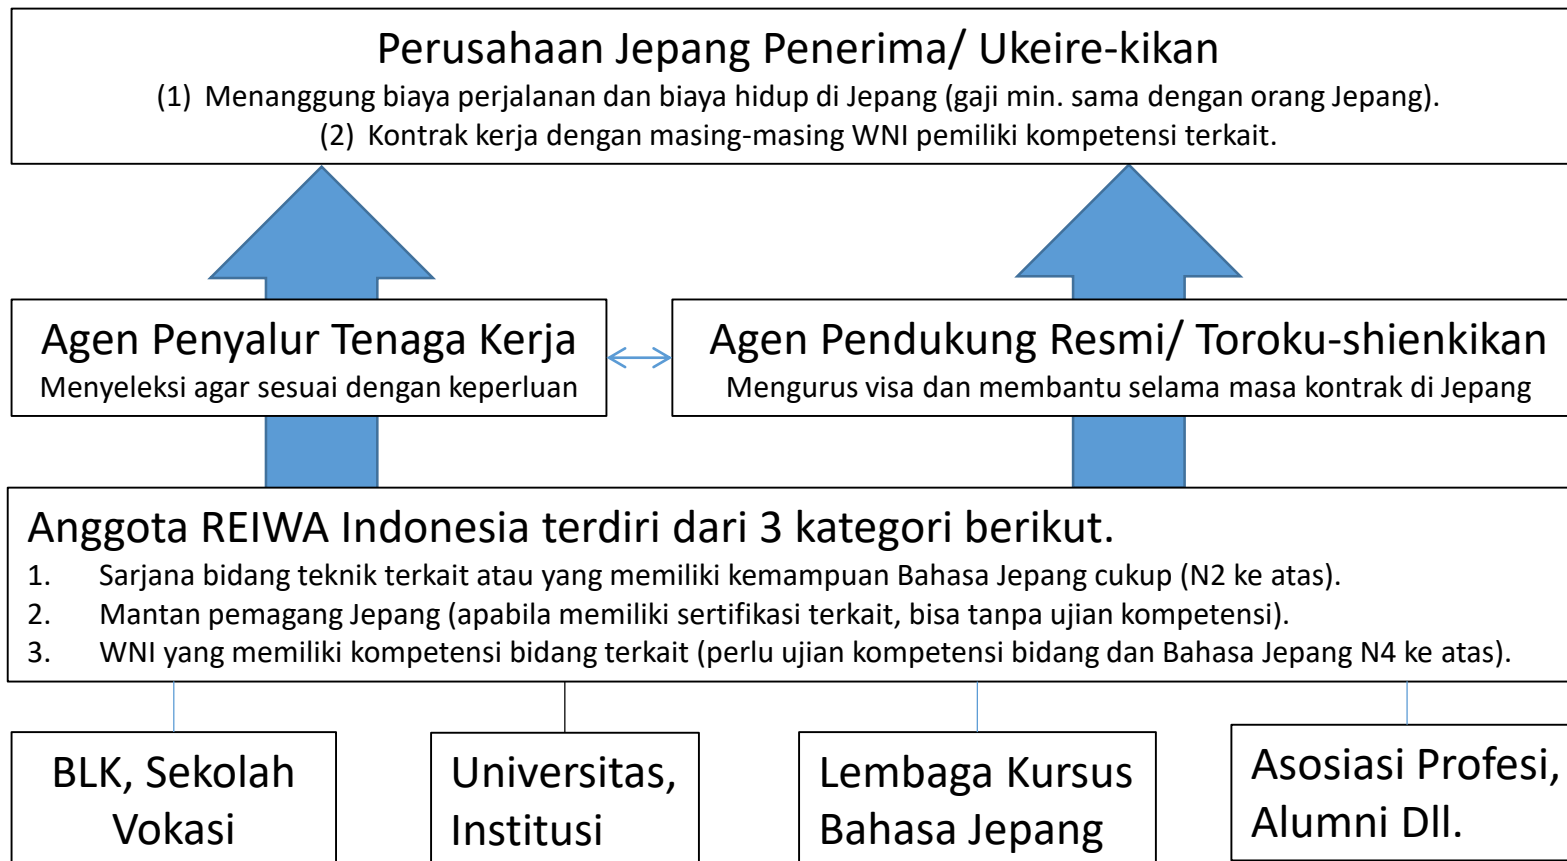 Perusahaan Jepang Penerima/ Ukeire-kikan
(1) Menanggung biaya perjalanan dan biaya hidup di Jepang (gaji min. sama dengan orang Jepang).
(2) Kontrak kerja dengan masing-masing WNI pemiliki kompetensi terkait.
Agen Penyalur Tenaga Kerja
Menyeleksi agar sesuai dengan keperluan
Agen Pendukung Resmi/ Toroku-shienkikan
Mengurus visa dan membantu selama masa kontrak di Jepang
Anggota REIWA Indonesia terdiri dari 3 kategori berikut.
1. Sarjana bidang teknik terkait atau yang memiliki kemampuan Bahasa Jepang cukup (N2 ke atas).
2. Mantan pemagang Jepang (apabila memiliki sertifikasi terkait, bisa tanpa ujian kompetensi).
3. WNI yang memiliki kompetensi bidang terkait (perlu ujian kompetensi bidang dan Bahasa Jepang N4 ke atas).
BLK, Sekolah
Vokasi
Universitas,
Institusi
Lembaga Kursus
Bahasa Jepang
Asosiasi Profesi,
Alumni Dll.